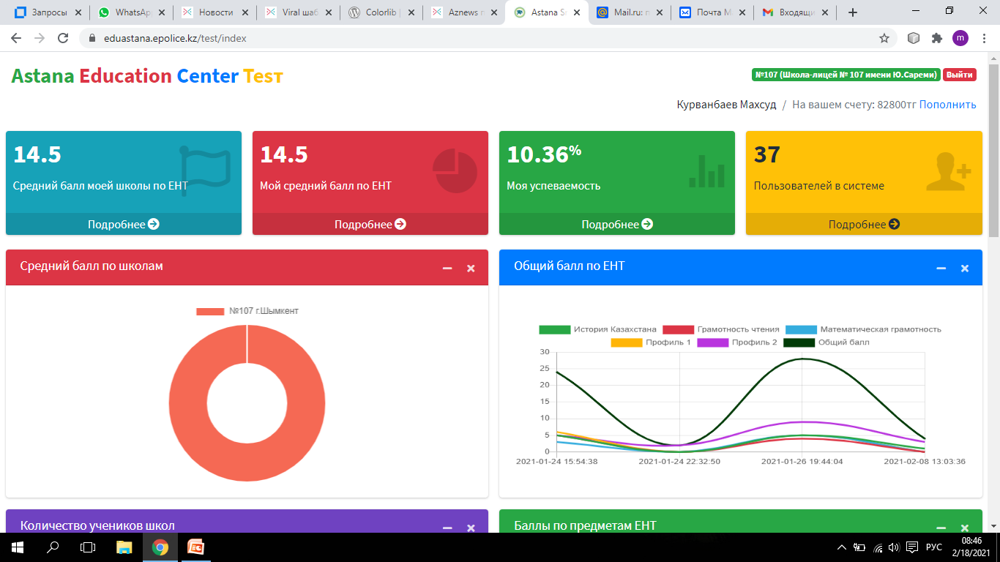 Запросы
WhatsApp
Новости
Viral шаб
Colorlib |
Aznews п
Astana Sr
Mail.ru: п
Почта M
Входящи
eduastana.epolice.kz/test/index
m
Astana Education Center Tesт
№107 (Школа-лицей № 107 имени Ю.Сареми) Выйти
Курванбаев Махсуд / На вашем счету: 82800тг Пополнить
14.5
Средний балл моей школы по ЕНТ
Подробнее
14.5
Мой средний балл по ЕНТ
Подробнее
10.36%
Моя успеваемость
Подробнее
37
Пользователей в системе
Подробнее
Средний балл по школам
№107 г.Шымкент
Общий балл по ЕНТ
История Казахстана Грамотность чтения Математическая грамотность
Профиль 1 Профиль 2 Общий балл
30
25
20
15
10
5
0
2021-01-24 15:54:38 2021-01-24 22:32:50 2021-01-26 19:44:04 2021-02-08 13:03:36
Количество учеников школ
Баллы по предметам ЕНТ
РУС
08:46
2/18/2021